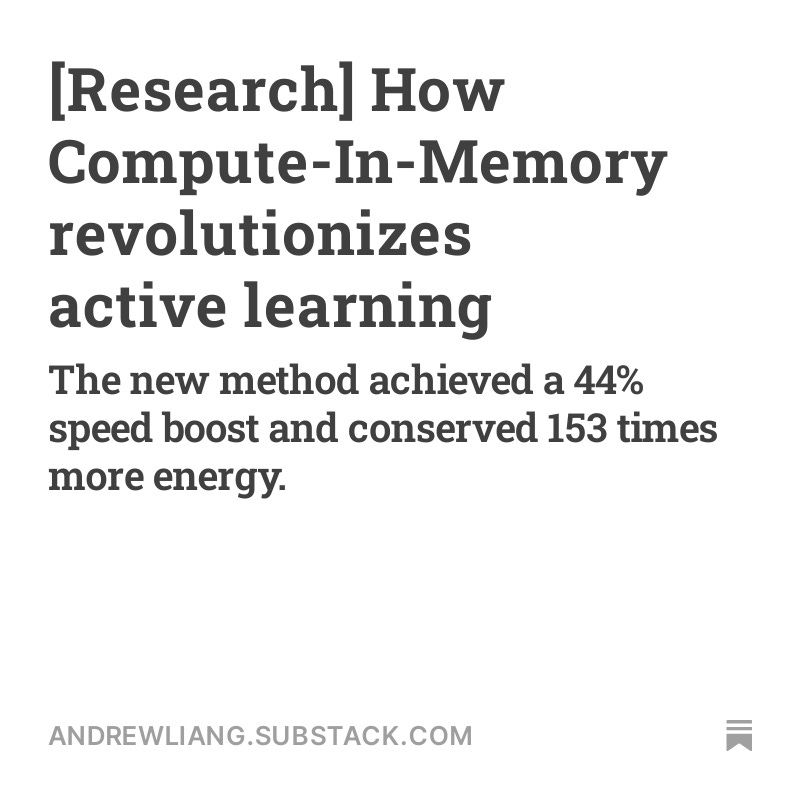 [Research] How
Compute-In-Memory
revolutionizes
active learning
The new method achieved a 44%
speed boost and conserved 153 times
more energy.
ANDREWLIANG.SUBSTACK.COM